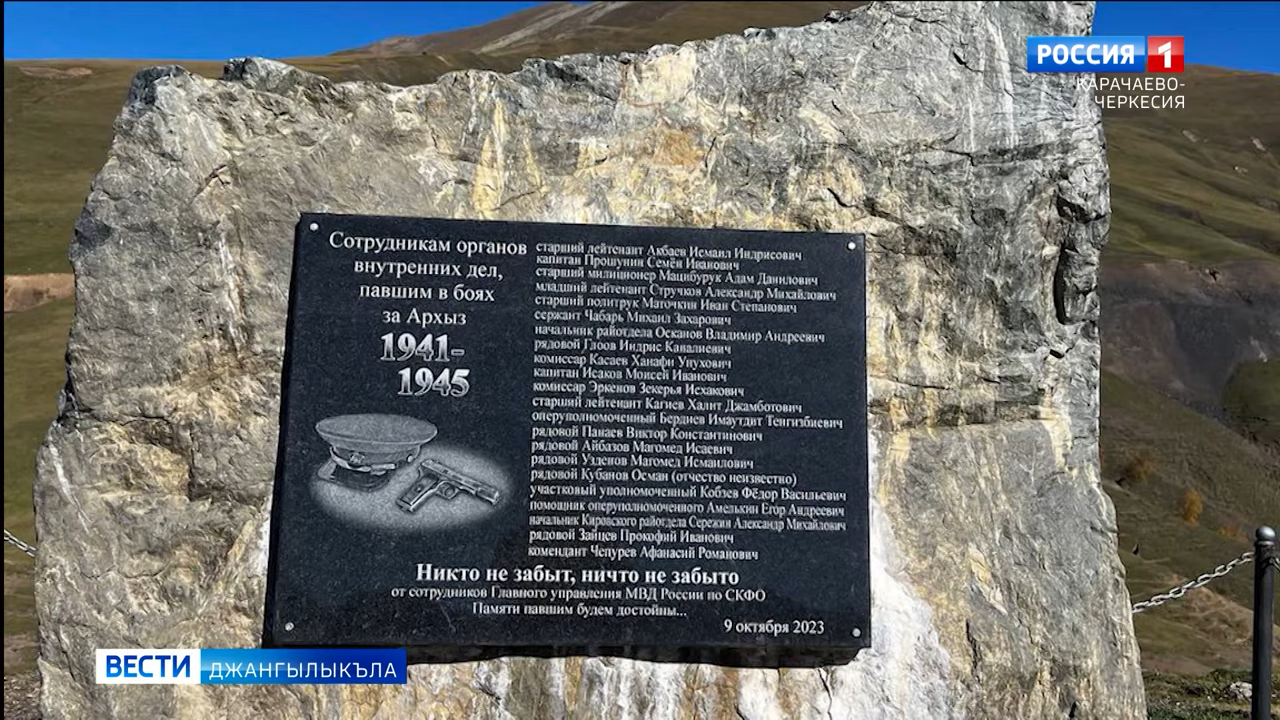 РОССИЯ 1
КАРАЧАЕВО-
ЧЕРКЕСИЯ
Сотрудникам органов
внутренних дел,
павшим в боях
за Архыз
1941-
1945
старший лейтенант Акбаев Исмаил Индрисович
капитан Прошунин Семён Иванович
старший милиционер Мацибурук Адам Данилович
младший лейтенант Стручков Александр Михайлович
старший политрук Маточкин Иван Степанович
сержант Чабарь Михаил Захарович
начальник райотдела Осканов Владимир Андреевич
рядовой Глоов Индрис Каналиевич
комиссар Касаев Ханафи Унухович
капитан Исаков Моисей Иванович
комиссар Эркенов Зекерья Исхакович
старший лейтенант Кагиев Халит Джамботович
оперуполномоченный Бердиев Имаутдит Тенгизбиевич
рядовой Панаев Виктор Константинович
рядовой Айбазов Магомед Исаевич
рядовой Узденов Магомед Исмаилович
рядовой Кубанов Осман (отчество неизвестно)
участковый уполномоченный Кобзев Фёдор Васильевич
помощник оперуполномоченного Амелькин Егор Андреевич
начальник Кировского райотдела Сережин Александр Михайлович
рядовой Зайцев Прокофий Иванович
комендант Чепурев Афанасий Романович
Никто не забыт, ничто не забыто
от сотрудников Главного управления МВД России по СКФО
Памяти павшим будем достойны...
9 октября 2023
ВЕСТИ ДЖАНГЫЛЫКЪЛА